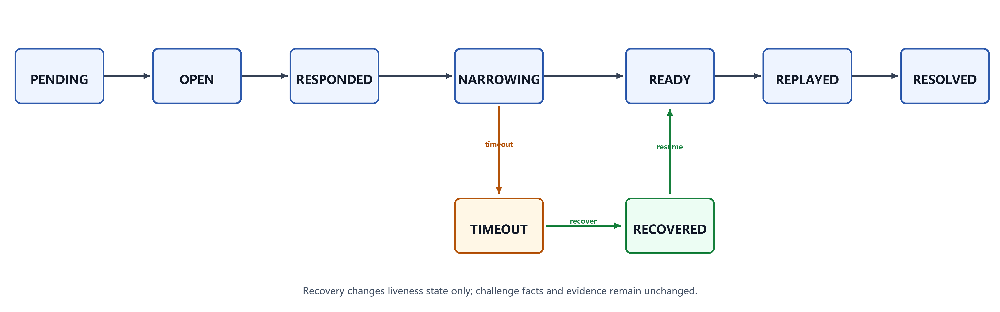 PENDING
OPEN
RESPONDED
NARROWING
READY
REPLAYED
RESOLVED
timeout
resume
TIMEOUT
recover
RECOVERED
Recovery changes liveness state only; challenge facts and evidence remain unchanged.